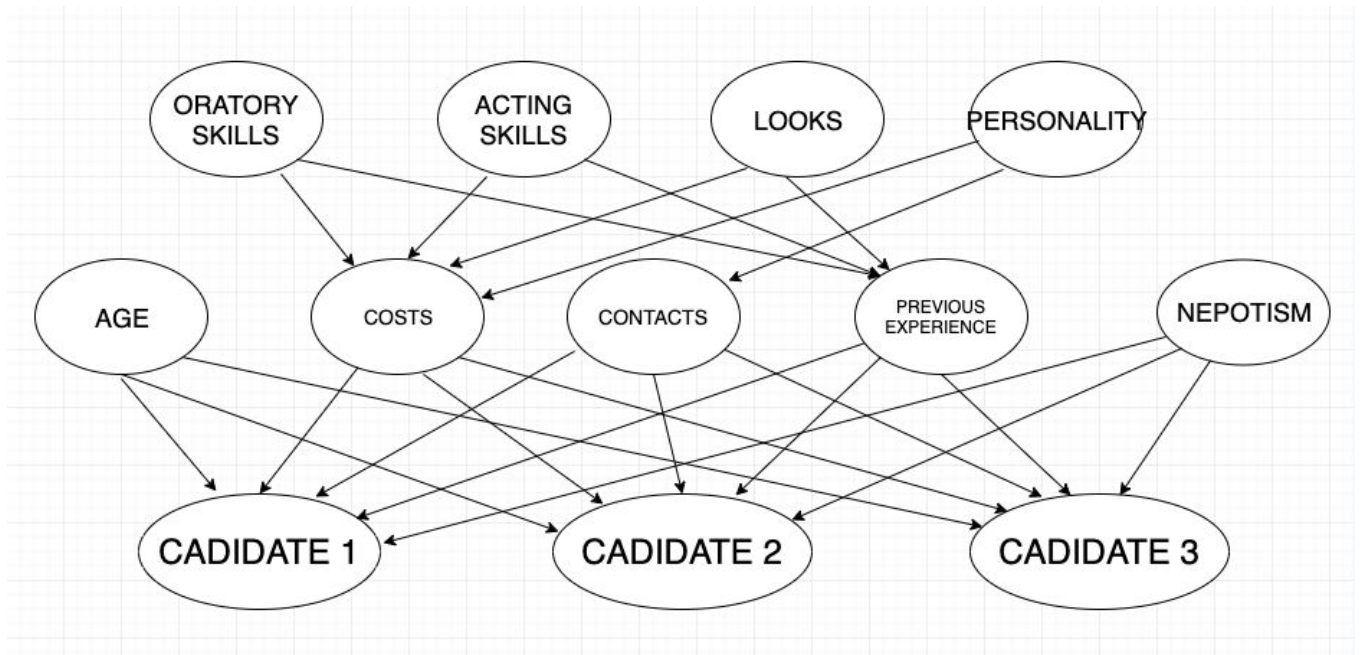 ORATORY
SKILLS
ACTING
SKILLS
LOOKS
PERSONALITY
AGE
COSTS
CONTACTS
PREVIOUS
EXPERIENCE
NEPOTISM
CADIDATE 1
CADIDATE 2
CADIDATE 3